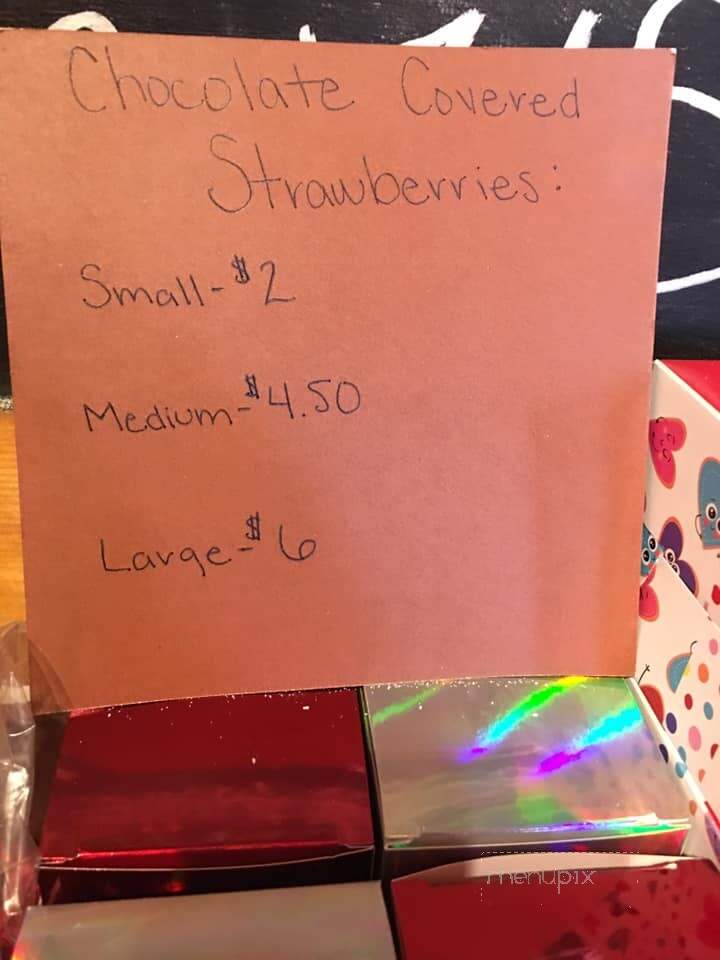 Chocolate Covered
Strawberries:
Small-$2
Medium-$4.50
Large-$6
menupix